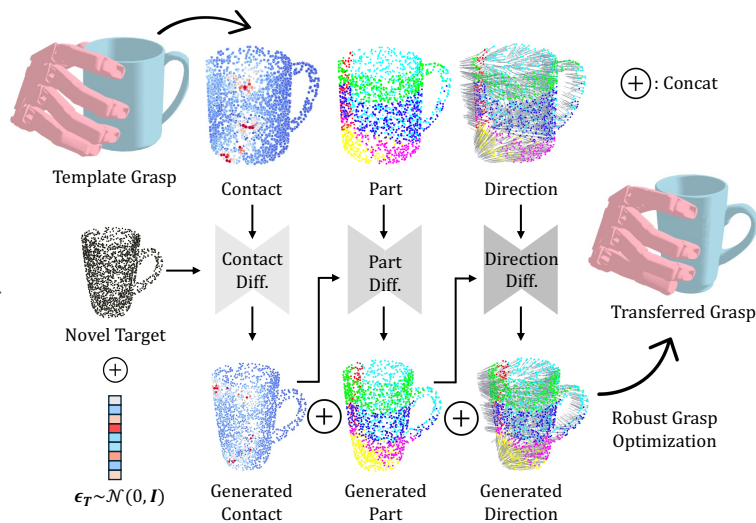 + : Concat
Template Grasp
Contact
Part
Direction
Contact
Diff.
Part
Diff.
Direction
Diff.
Novel Target
Transferred Grasp
+
+
+
Robust Grasp
Optimization
ϵ_T~𝒩(0, I)
Generated
Contact
Generated
Part
Generated
Direction